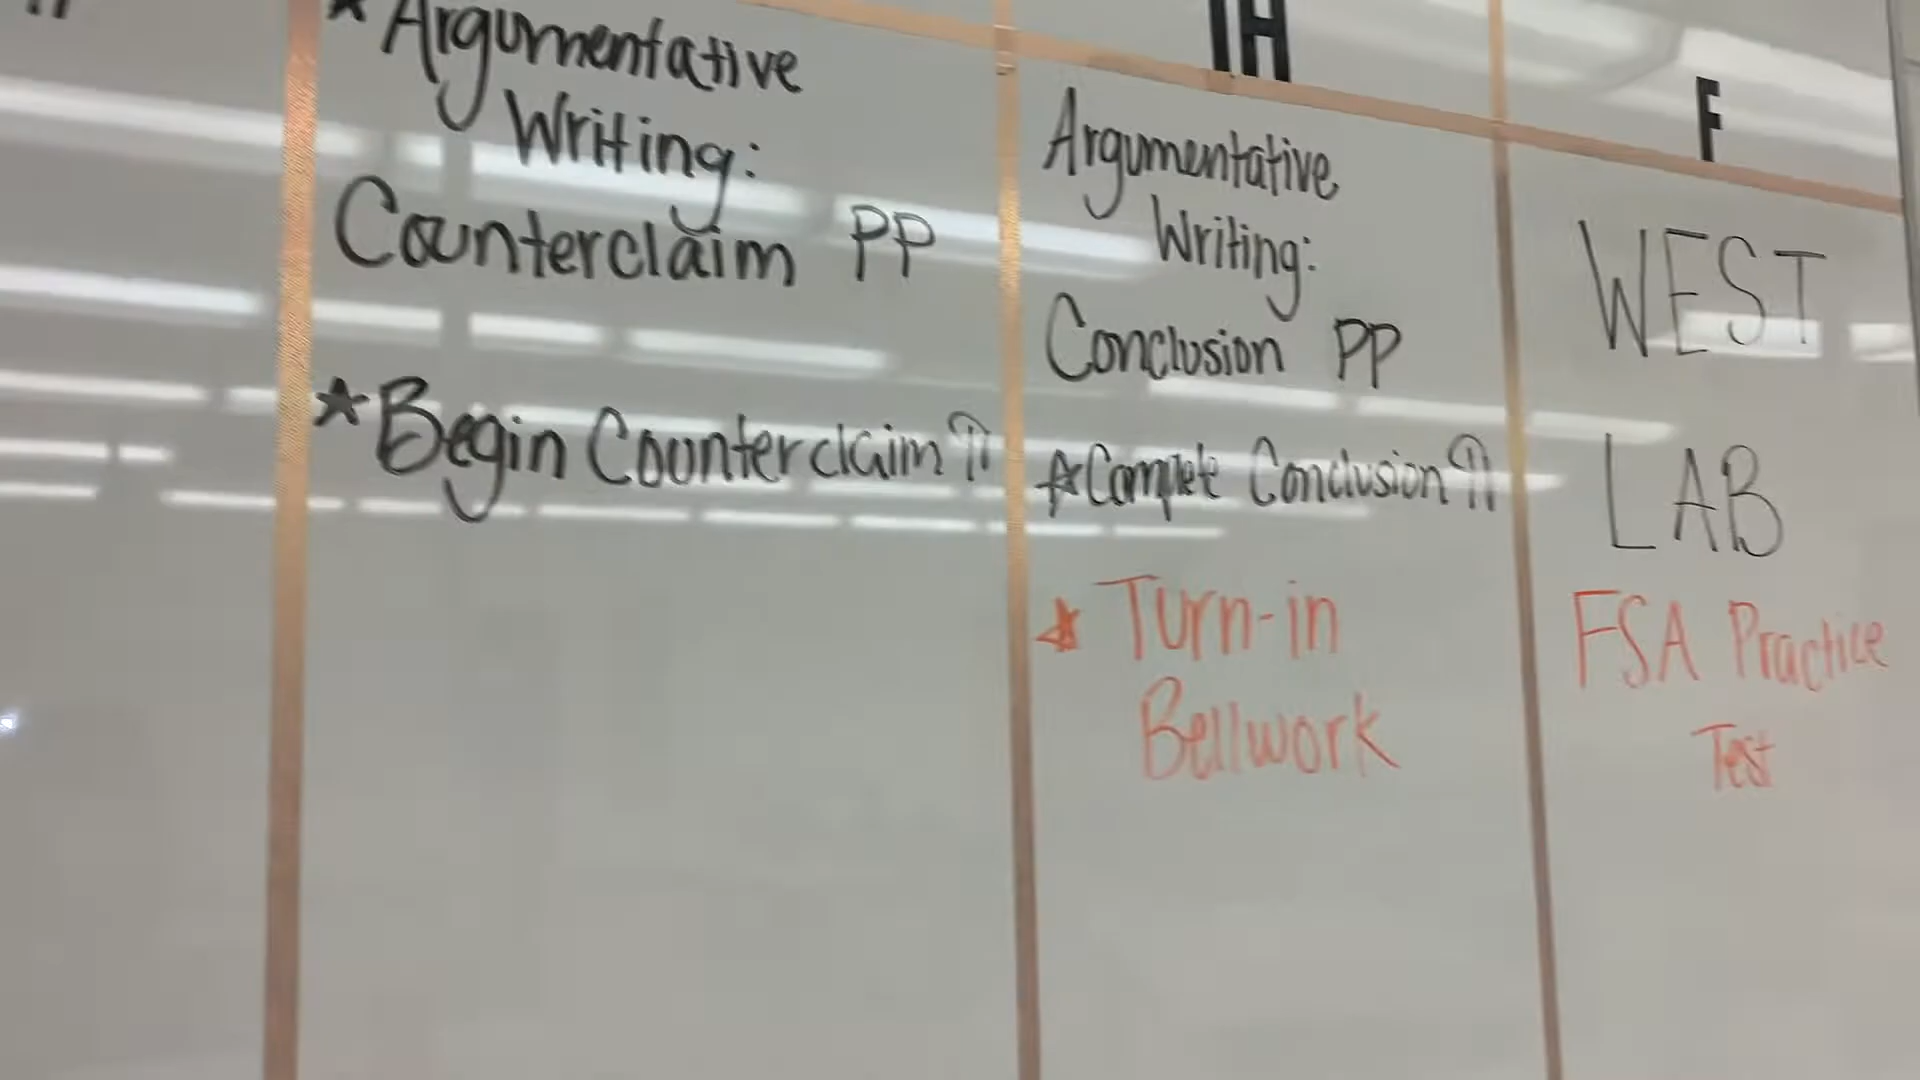 ★ Argumentative
Writing:
Counterclaim PP
★ Begin Counterclaim ¶
TH
Argumentative
Writing:
Conclusion PP
★ Complete Conclusion ¶
★ Turn-in
Bellwork
F
WEST
LAB
FSA Practice
Test